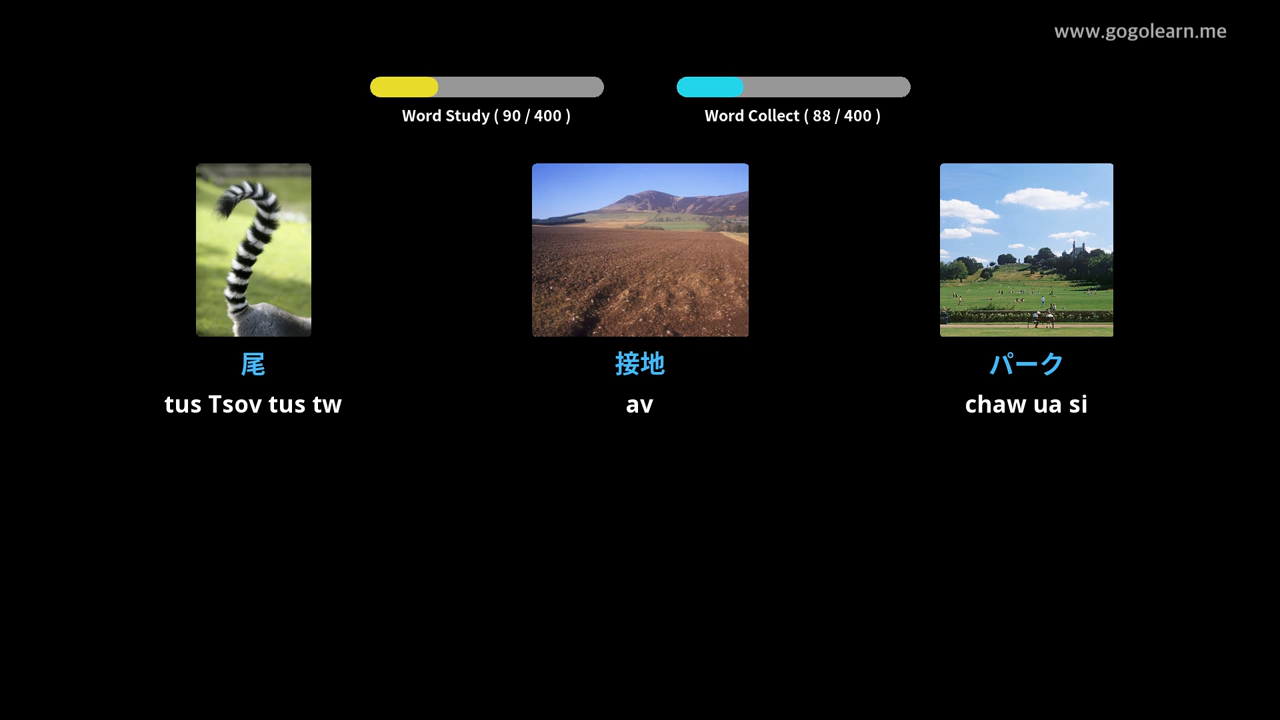 www.gogolearn.me
Word Study ( 90 / 400 )
Word Collect ( 88 / 400 )
尾
接地
パーク
tus Tsov tus tw
av
chaw ua si